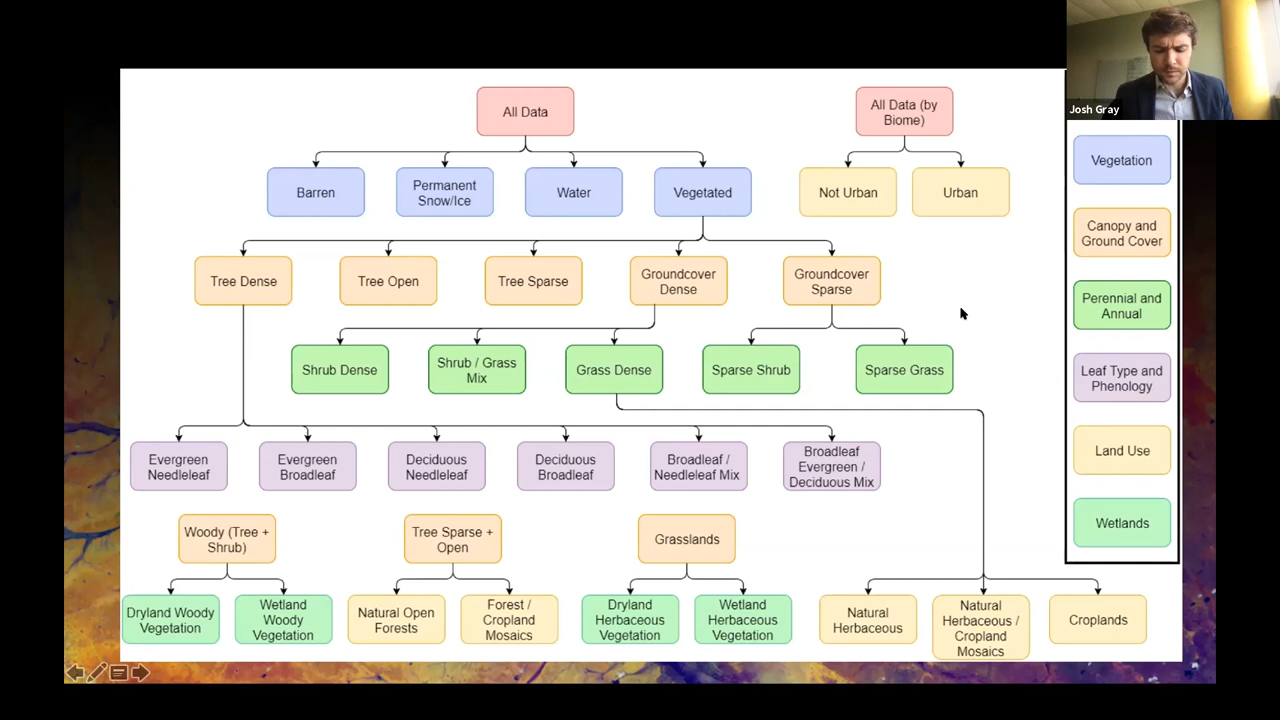 Josh Gray
All Data
All Data (by
Biome)
Barren
Permanent
Snow/Ice
Water
Vegetated
Not Urban
Urban
Tree Dense
Tree Open
Tree Sparse
Groundcover
Dense
Groundcover
Sparse
Shrub Dense
Shrub / Grass
Mix
Grass Dense
Sparse Shrub
Sparse Grass
Evergreen
Needleleaf
Evergreen
Broadleaf
Deciduous
Needleleaf
Deciduous
Broadleaf
Broadleaf /
Needleleaf Mix
Broadleaf
Evergreen /
Deciduous Mix
Woody (Tree +
Shrub)
Tree Sparse +
Open
Grasslands
Dryland Woody
Vegetation
Wetland
Woody
Vegetation
Natural Open
Forests
Forest /
Cropland
Mosaics
Dryland
Herbaceous
Vegetation
Wetland
Herbaceous
Vegetation
Natural
Herbaceous
Natural
Herbaceous /
Cropland
Mosaics
Croplands
Vegetation
Canopy and
Ground Cover
Perennial and
Annual
Leaf Type and
Phenology
Land Use
Wetlands